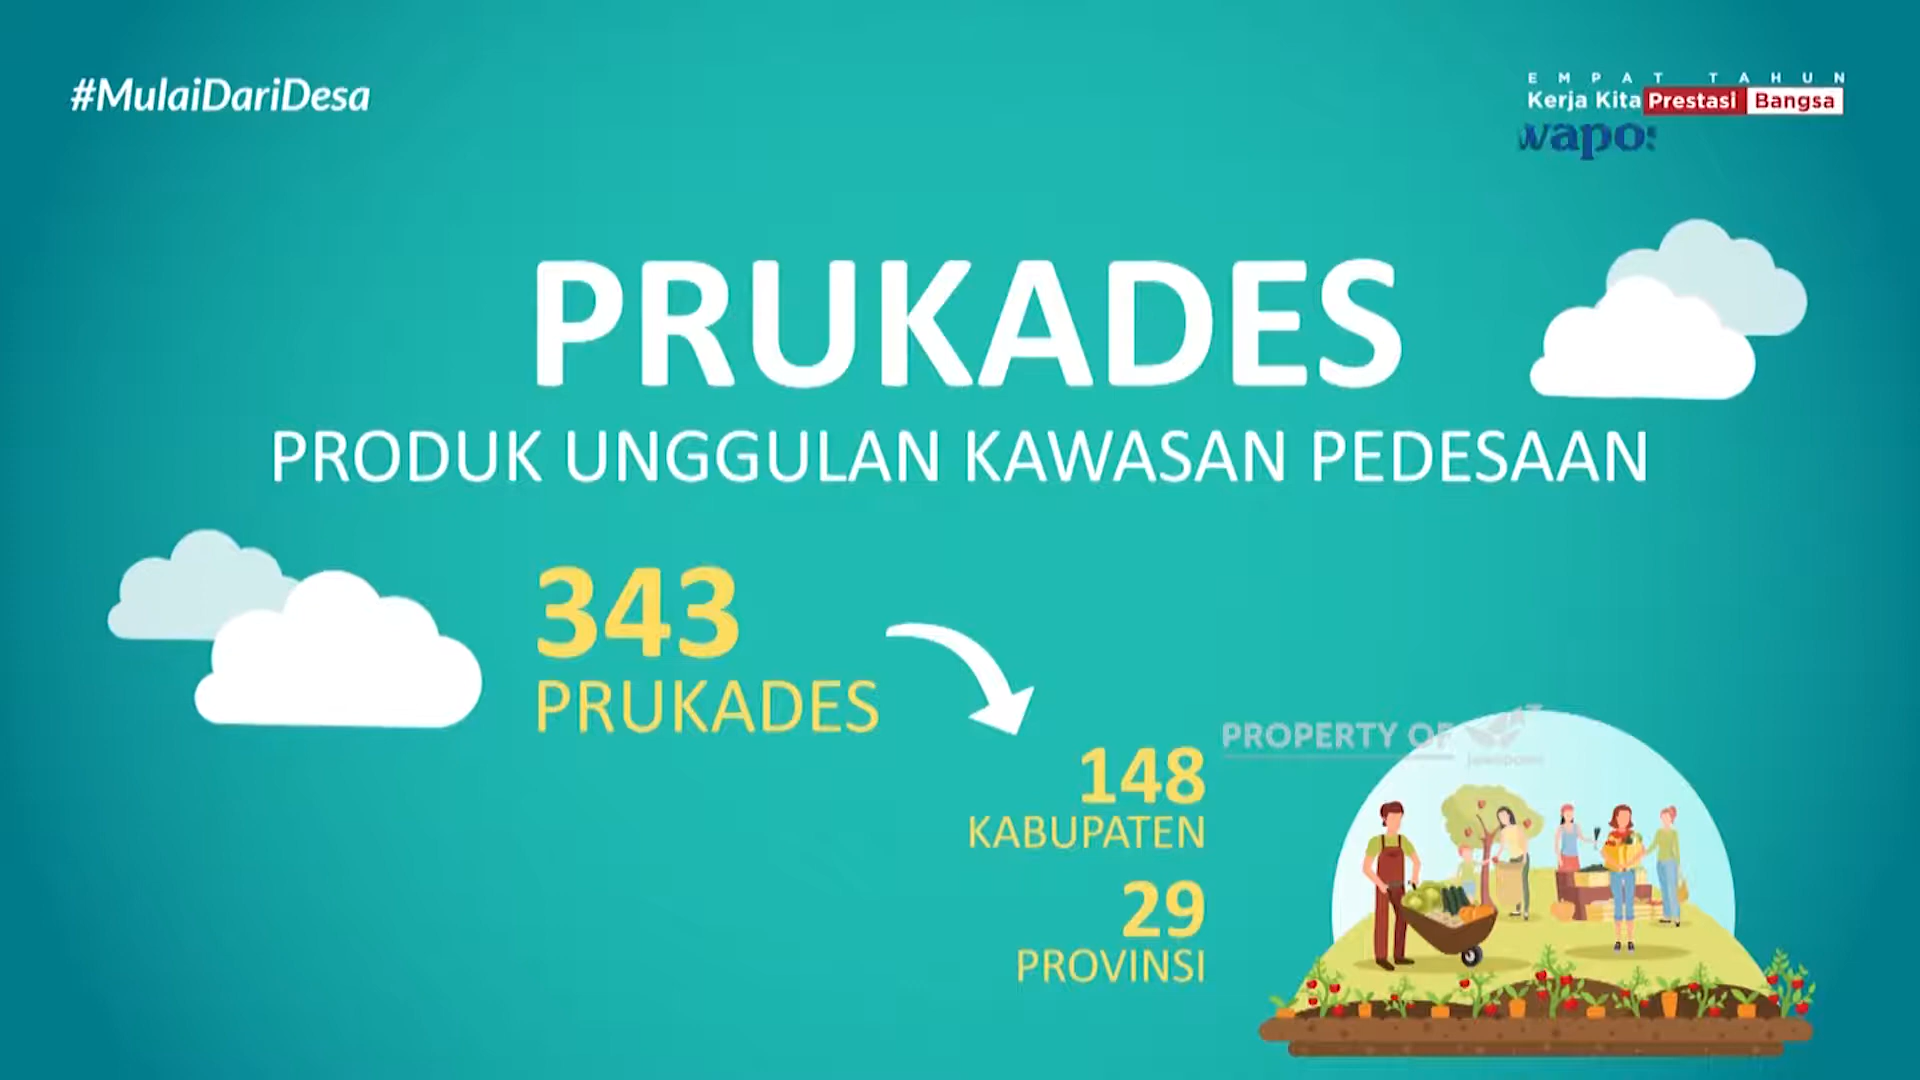 #MulaiDariDesa
EMPAT TAHUN
Kerja Kita Prestasi Bangsa
PRUKADES
PRODUK UNGGULAN KAWASAN PEDESAAN
343
PRUKADES
148
KABUPATEN
29
PROVINSI
PROPERTY OF